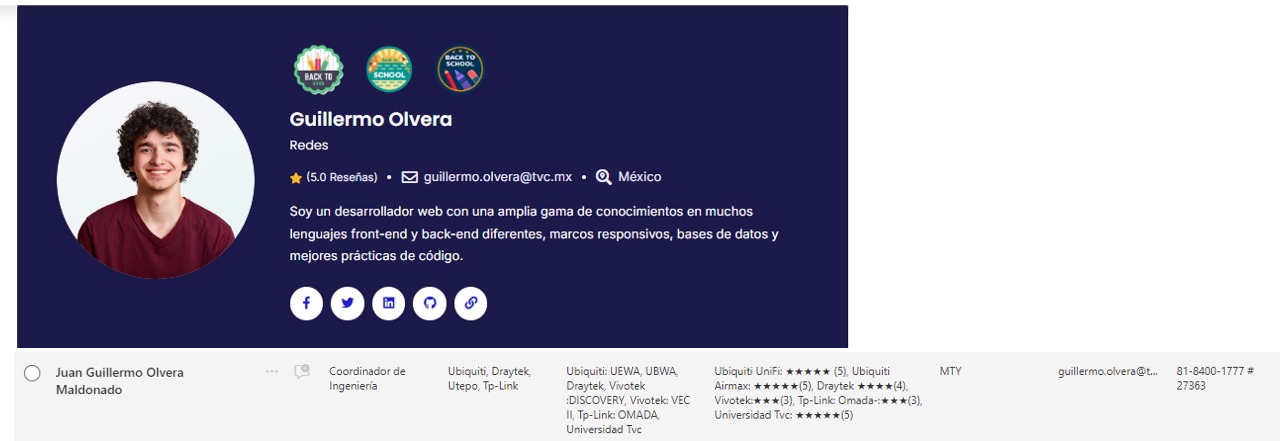 BACK TO
SCHOOL
BACK TO
SCHOOL
Guillermo Olvera
Redes
(5.0 Reseñas) • guillermo.olvera@tvc.mx • México
Soy un desarrollador web con una amplia gama de conocimientos en muchos
lenguajes front-end y back-end diferentes, marcos responsivos, bases de datos y
mejores prácticas de código.
Juan Guillermo Olvera
Maldonado
Coordinador de
Ingeniería
Ubiquiti, Draytek,
Utepo, Tp-Link
Ubiquiti: UEWA, UBWA,
Draytek, Vivotek
:DISCOVERY, Vivotek: VEC
II, Tp-Link: OMADA,
Universidad Tvc
Ubiquiti UniFi: ★★★★★ (5), Ubiquiti
Airmax: ★★★★★(5), Draytek ★★★★(4),
Vivotek:★★★(3), Tp-Link: Omada-:★★★(3),
Universidad Tvc: ★★★★★(5)
MTY
guillermo.olvera@t...
81-8400-1777 #
27363